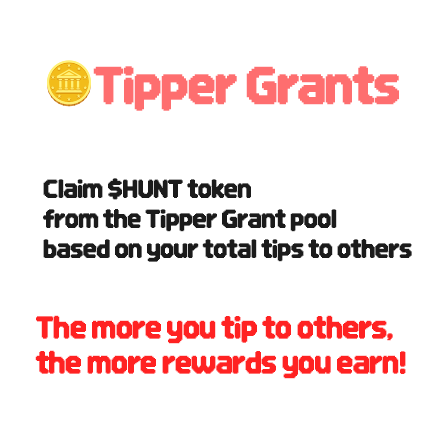 Tipper Grants
Claim $HUNT token
from the Tipper Grant pool
based on your total tips to others
The more you tip to others,
the more rewards you earn!